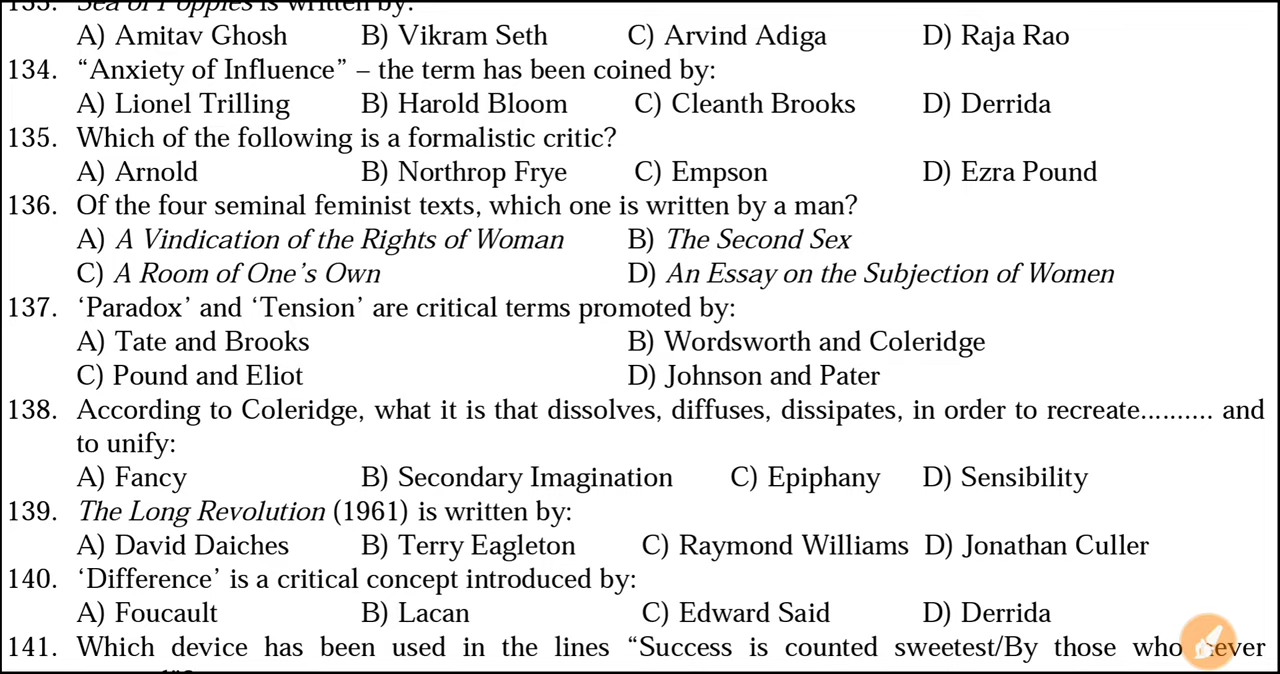 133. Sea of Poppies is written by:
A) Amitav Ghosh B) Vikram Seth C) Arvind Adiga D) Raja Rao
134. “Anxiety of Influence” – the term has been coined by:
A) Lionel Trilling B) Harold Bloom C) Cleanth Brooks D) Derrida
135. Which of the following is a formalistic critic?
A) Arnold B) Northrop Frye C) Empson D) Ezra Pound
136. Of the four seminal feminist texts, which one is written by a man?
A) A Vindication of the Rights of Woman B) The Second Sex
C) A Room of One’s Own D) An Essay on the Subjection of Women
137. ‘Paradox’ and ‘Tension’ are critical terms promoted by:
A) Tate and Brooks B) Wordsworth and Coleridge
C) Pound and Eliot D) Johnson and Pater
138. According to Coleridge, what it is that dissolves, diffuses, dissipates, in order to recreate.......... and
to unify:
A) Fancy B) Secondary Imagination C) Epiphany D) Sensibility
139. The Long Revolution (1961) is written by:
A) David Daiches B) Terry Eagleton C) Raymond Williams D) Jonathan Culler
140. ‘Difference’ is a critical concept introduced by:
A) Foucault B) Lacan C) Edward Said D) Derrida
141. Which device has been used in the lines “Success is counted sweetest/By those who never